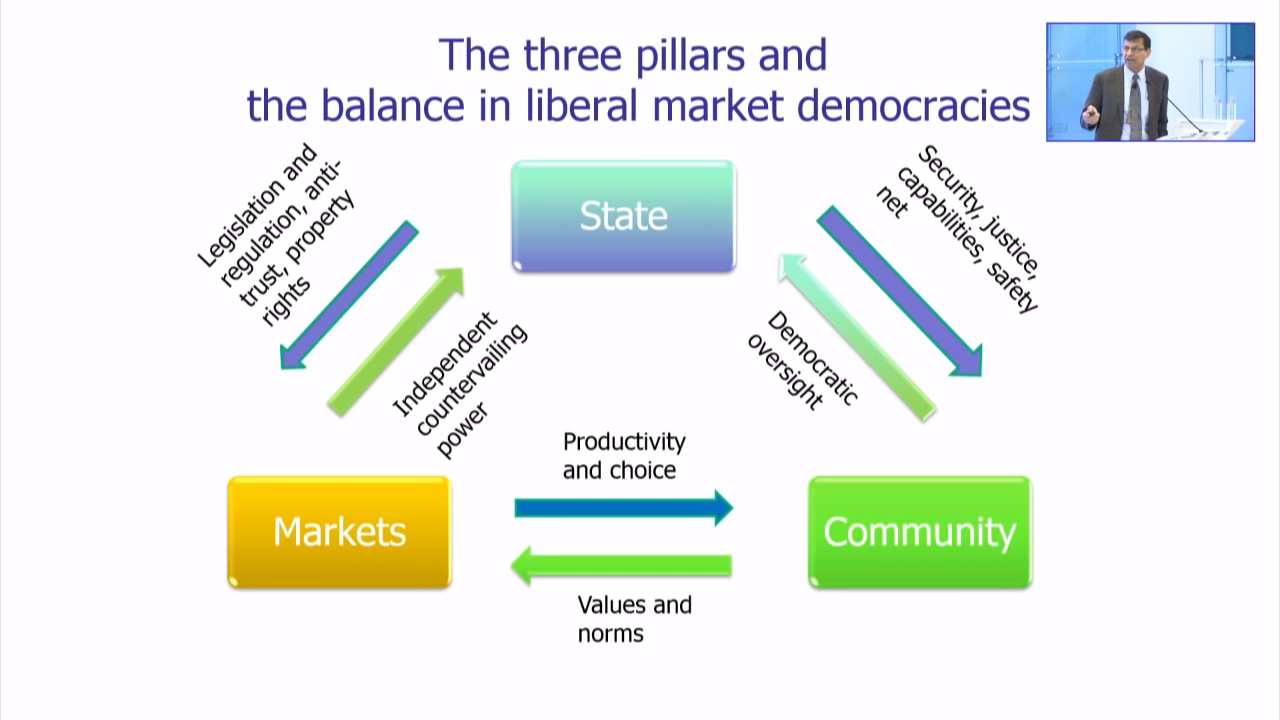 The three pillars and
the balance in liberal market democracies
Legislation and
regulation, anti-
trust, property
rights
State
Security, justice,
capabilities, safety
net
Independent
countervailing
power
Democratic
oversight
Productivity
and choice
Markets
Community
Values and
norms